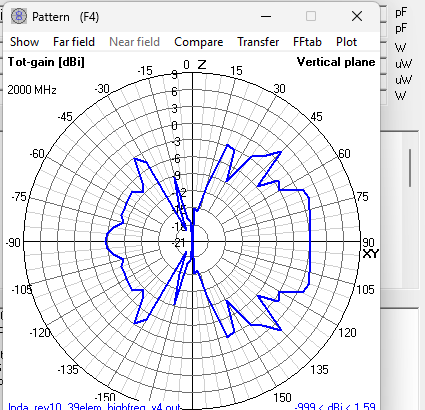 Pattern (F4)
Show Far field Near field Compare Transfer FFtab Plot
Tot-gain [dBi] Vertical plane
2000 MHz
0 Z
-15 15
-30 30
-45 45
-60 60
-75 75
-90 90
XY
-105 105
-120 120
-135 135
-150 150
9
6
3
0
-3
-6
-9
-12
-15
-18
-21
lpda_rev10_39elem_highfreq_v4.out
-999 < dBi < 1.59
pF
pF
W
uW
uW
W